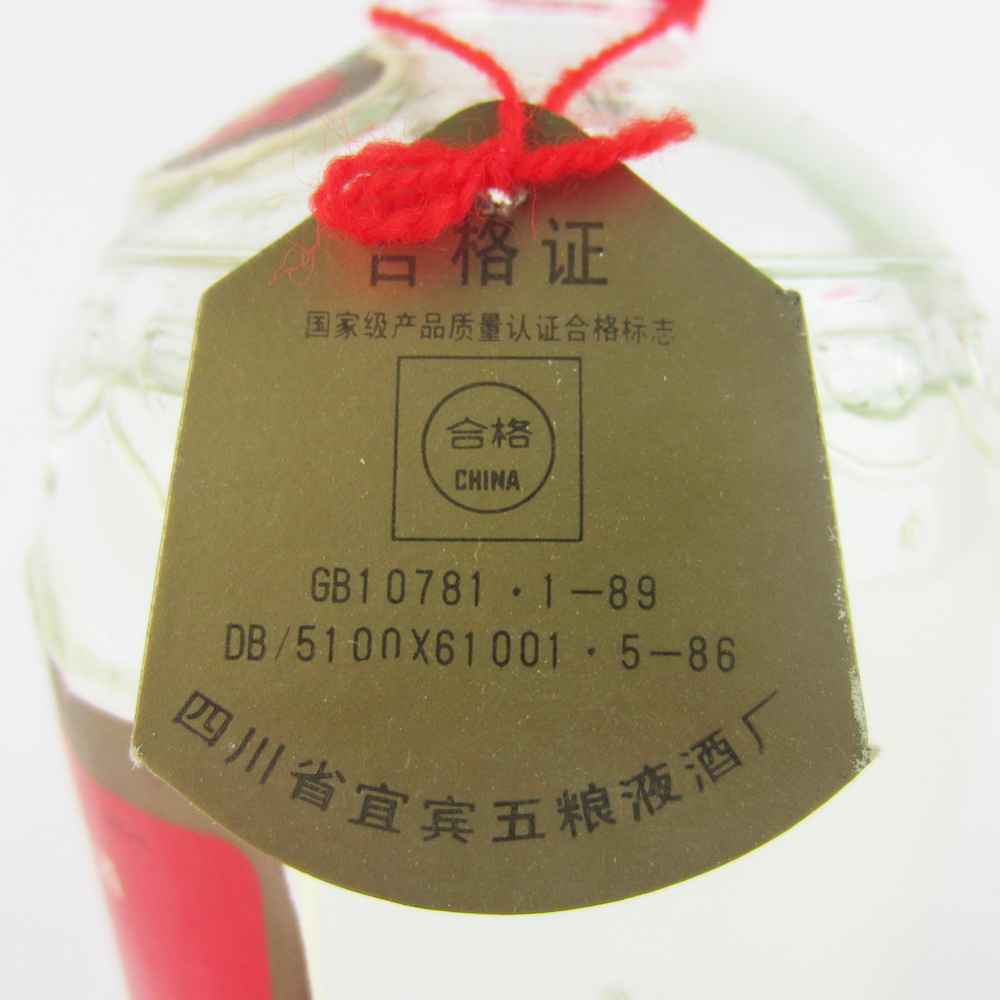 合格证
国家级产品质量认证合格标志
合格
CHINA
GB10781·1-89
DB/5100X61001·5-86
四川省宜宾五粮液酒厂